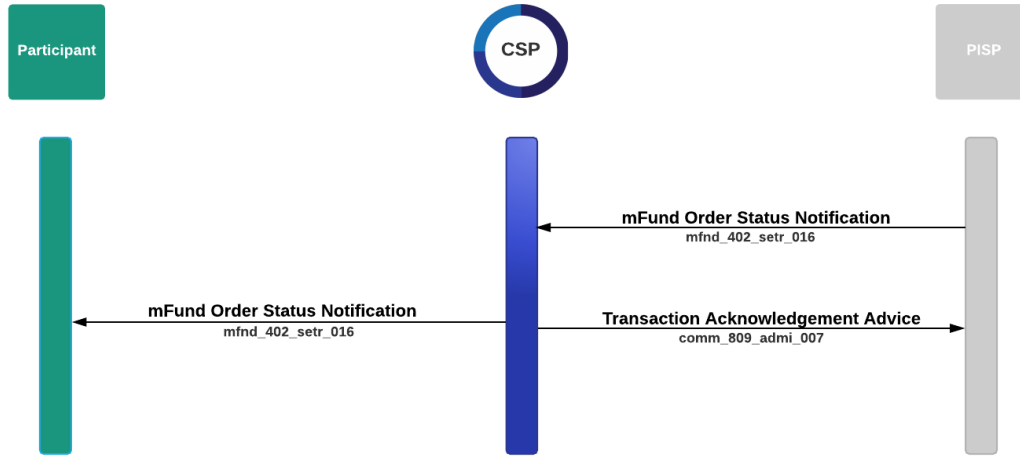 Participant
CSP
PISP
mFund Order Status Notification
mfnd_402_setr_016
mFund Order Status Notification
mfnd_402_setr_016
Transaction Acknowledgement Advice
comm_809_admi_007